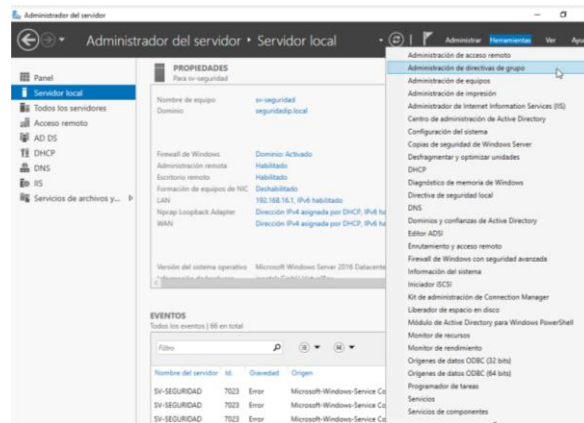 Administrador del servidor
Administrador del servidor • Servidor local
Administrar Herramientas Ver
Panel
Servidor local
Todos los servidores
Acceso remoto
AD DS
DHCP
DNS
IIS
Servicios de archivos y...
PROPIEDADES
Para sv-seguridad
Nombre de equipo sv-seguridad
Dominio seguridadip.local
Firewall de Windows Dominio: Activado
Administración remota Habilitado
Escritorio remoto Habilitado
Formación de equipos de NIC Deshabilitado
LAN 192.168.16.1, IPv6 habilitado
Npcap Loopback Adapter Dirección IPv4 asignada por DHCP, IPv6 ha
WAN Dirección IPv4 asignada por DHCP, IPv6 ha
Versión del sistema operativo Microsoft Windows Server 2016 Datacente
EVENTOS
Todos los eventos | 66 en total
Filtro
Nombre del servidor Id. Gravedad Origen
SV-SEGURIDAD 7023 Error Microsoft-Windows-Service Co
SV-SEGURIDAD 7023 Error Microsoft-Windows-Service Co
SV-SEGURIDAD 7023 Error Microsoft-Windows-Service Co
Administración de acceso remoto
Administración de directivas de grupo
Administración de equipos
Administración de impresión
Administrador de Internet Information Services (IIS)
Centro de administración de Active Directory
Configuración del sistema
Copias de seguridad de Windows Server
Desfragmentar y optimizar unidades
DHCP
Diagnóstico de memoria de Windows
Directiva de seguridad local
DNS
Dominios y confianzas de Active Directory
Editor ADSI
Enrutamiento y acceso remoto
Firewall de Windows con seguridad avanzada
Información del sistema
Iniciador iSCSI
Kit de administración de Connection Manager
Liberador de espacio en disco
Módulo de Active Directory para Windows PowerShell
Monitor de recursos
Monitor de rendimiento
Orígenes de datos ODBC (32 bits)
Orígenes de datos ODBC (64 bits)
Programador de tareas
Servicios
Servicios de componentes